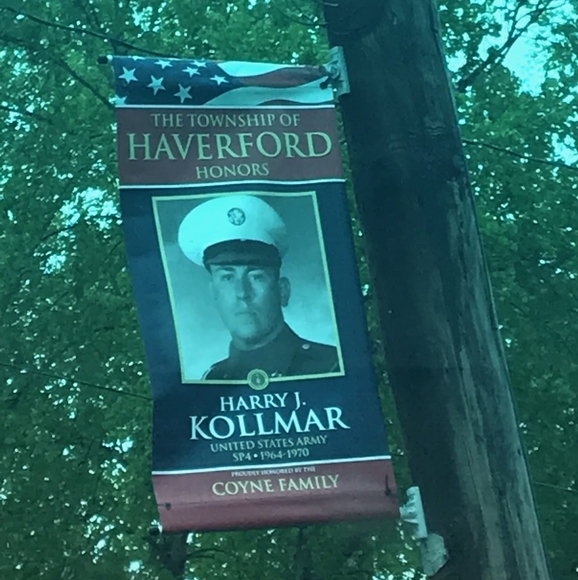 THE TOWNSHIP OF
HAVERFORD
HONORS
HARRY J.
KOLLMAR
UNITED STATES ARMY
SP4 • 1964-1970
PROUDLY HONORED BY THE
COYNE FAMILY